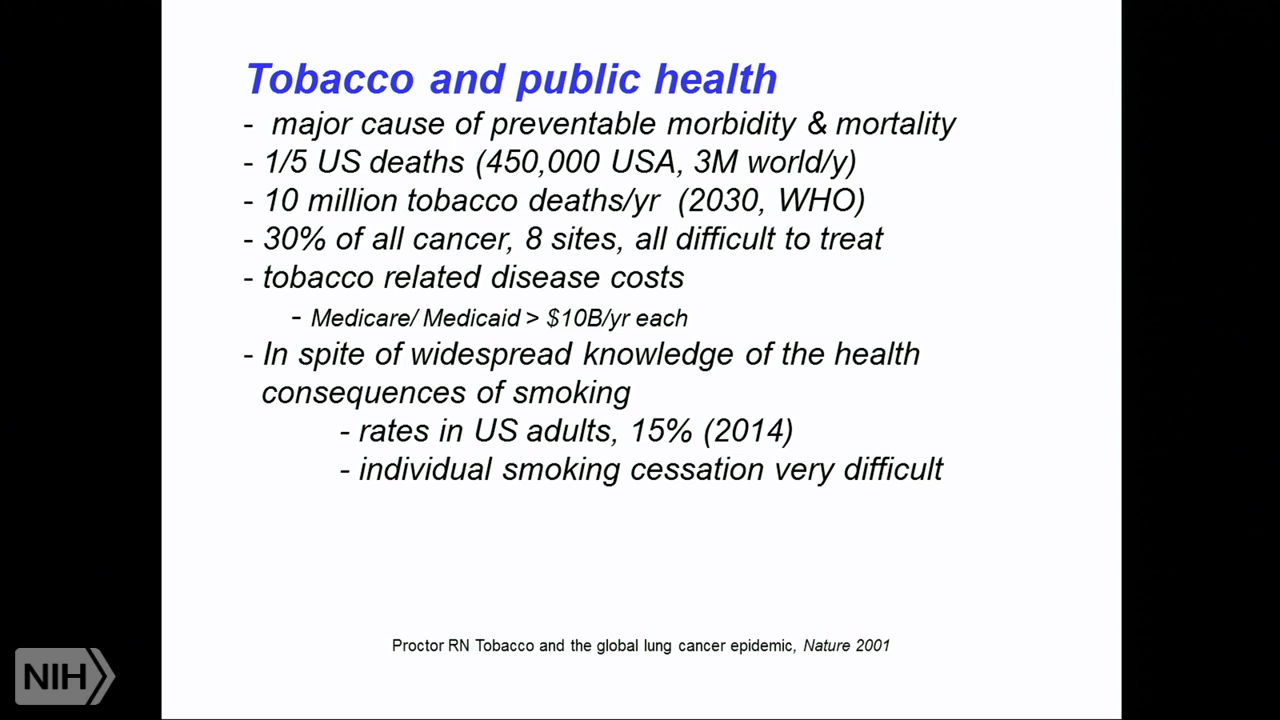 Tobacco and public health
- major cause of preventable morbidity & mortality
- 1/5 US deaths (450,000 USA, 3M world/y)
- 10 million tobacco deaths/yr (2030, WHO)
- 30% of all cancer, 8 sites, all difficult to treat
- tobacco related disease costs
- Medicare/ Medicaid > $10B/yr each
- In spite of widespread knowledge of the health
consequences of smoking
- rates in US adults, 15% (2014)
- individual smoking cessation very difficult
Proctor RN Tobacco and the global lung cancer epidemic, Nature 2001
NIH